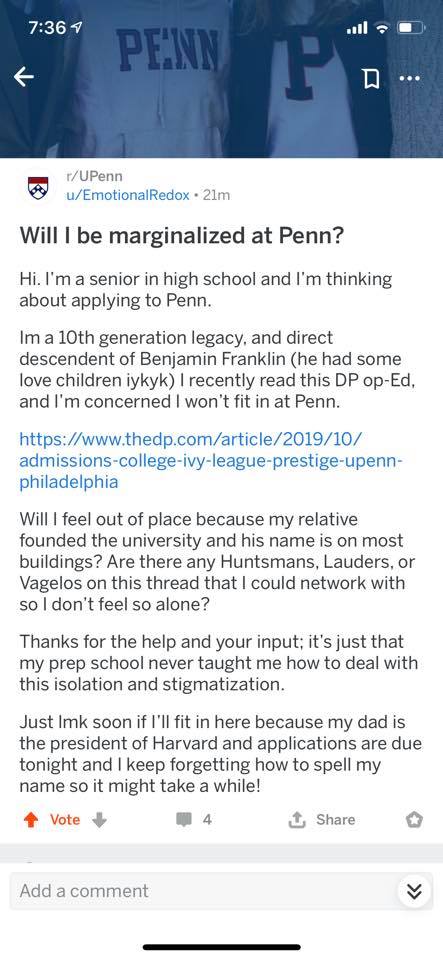 7:36
PENN
P
r/UPenn
u/EmotionalRedox • 21m
Will I be marginalized at Penn?
Hi. I'm a senior in high school and I'm thinking
about applying to Penn.
Im a 10th generation legacy, and direct
descendent of Benjamin Franklin (he had some
love children iykyk) I recently read this DP op-Ed,
and I'm concerned I won't fit in at Penn.
https://www.thedp.com/article/2019/10/
admissions-college-ivy-league-prestige-upenn-
philadelphia
Will I feel out of place because my relative
founded the university and his name is on most
buildings? Are there any Huntsmans, Lauders, or
Vagelos on this thread that I could network with
so I don't feel so alone?
Thanks for the help and your input; it's just that
my prep school never taught me how to deal with
this isolation and stigmatization.
Just lmk soon if I'll fit in here because my dad is
the president of Harvard and applications are due
tonight and I keep forgetting how to spell my
name so it might take a while!
Vote
4
Share
Add a comment